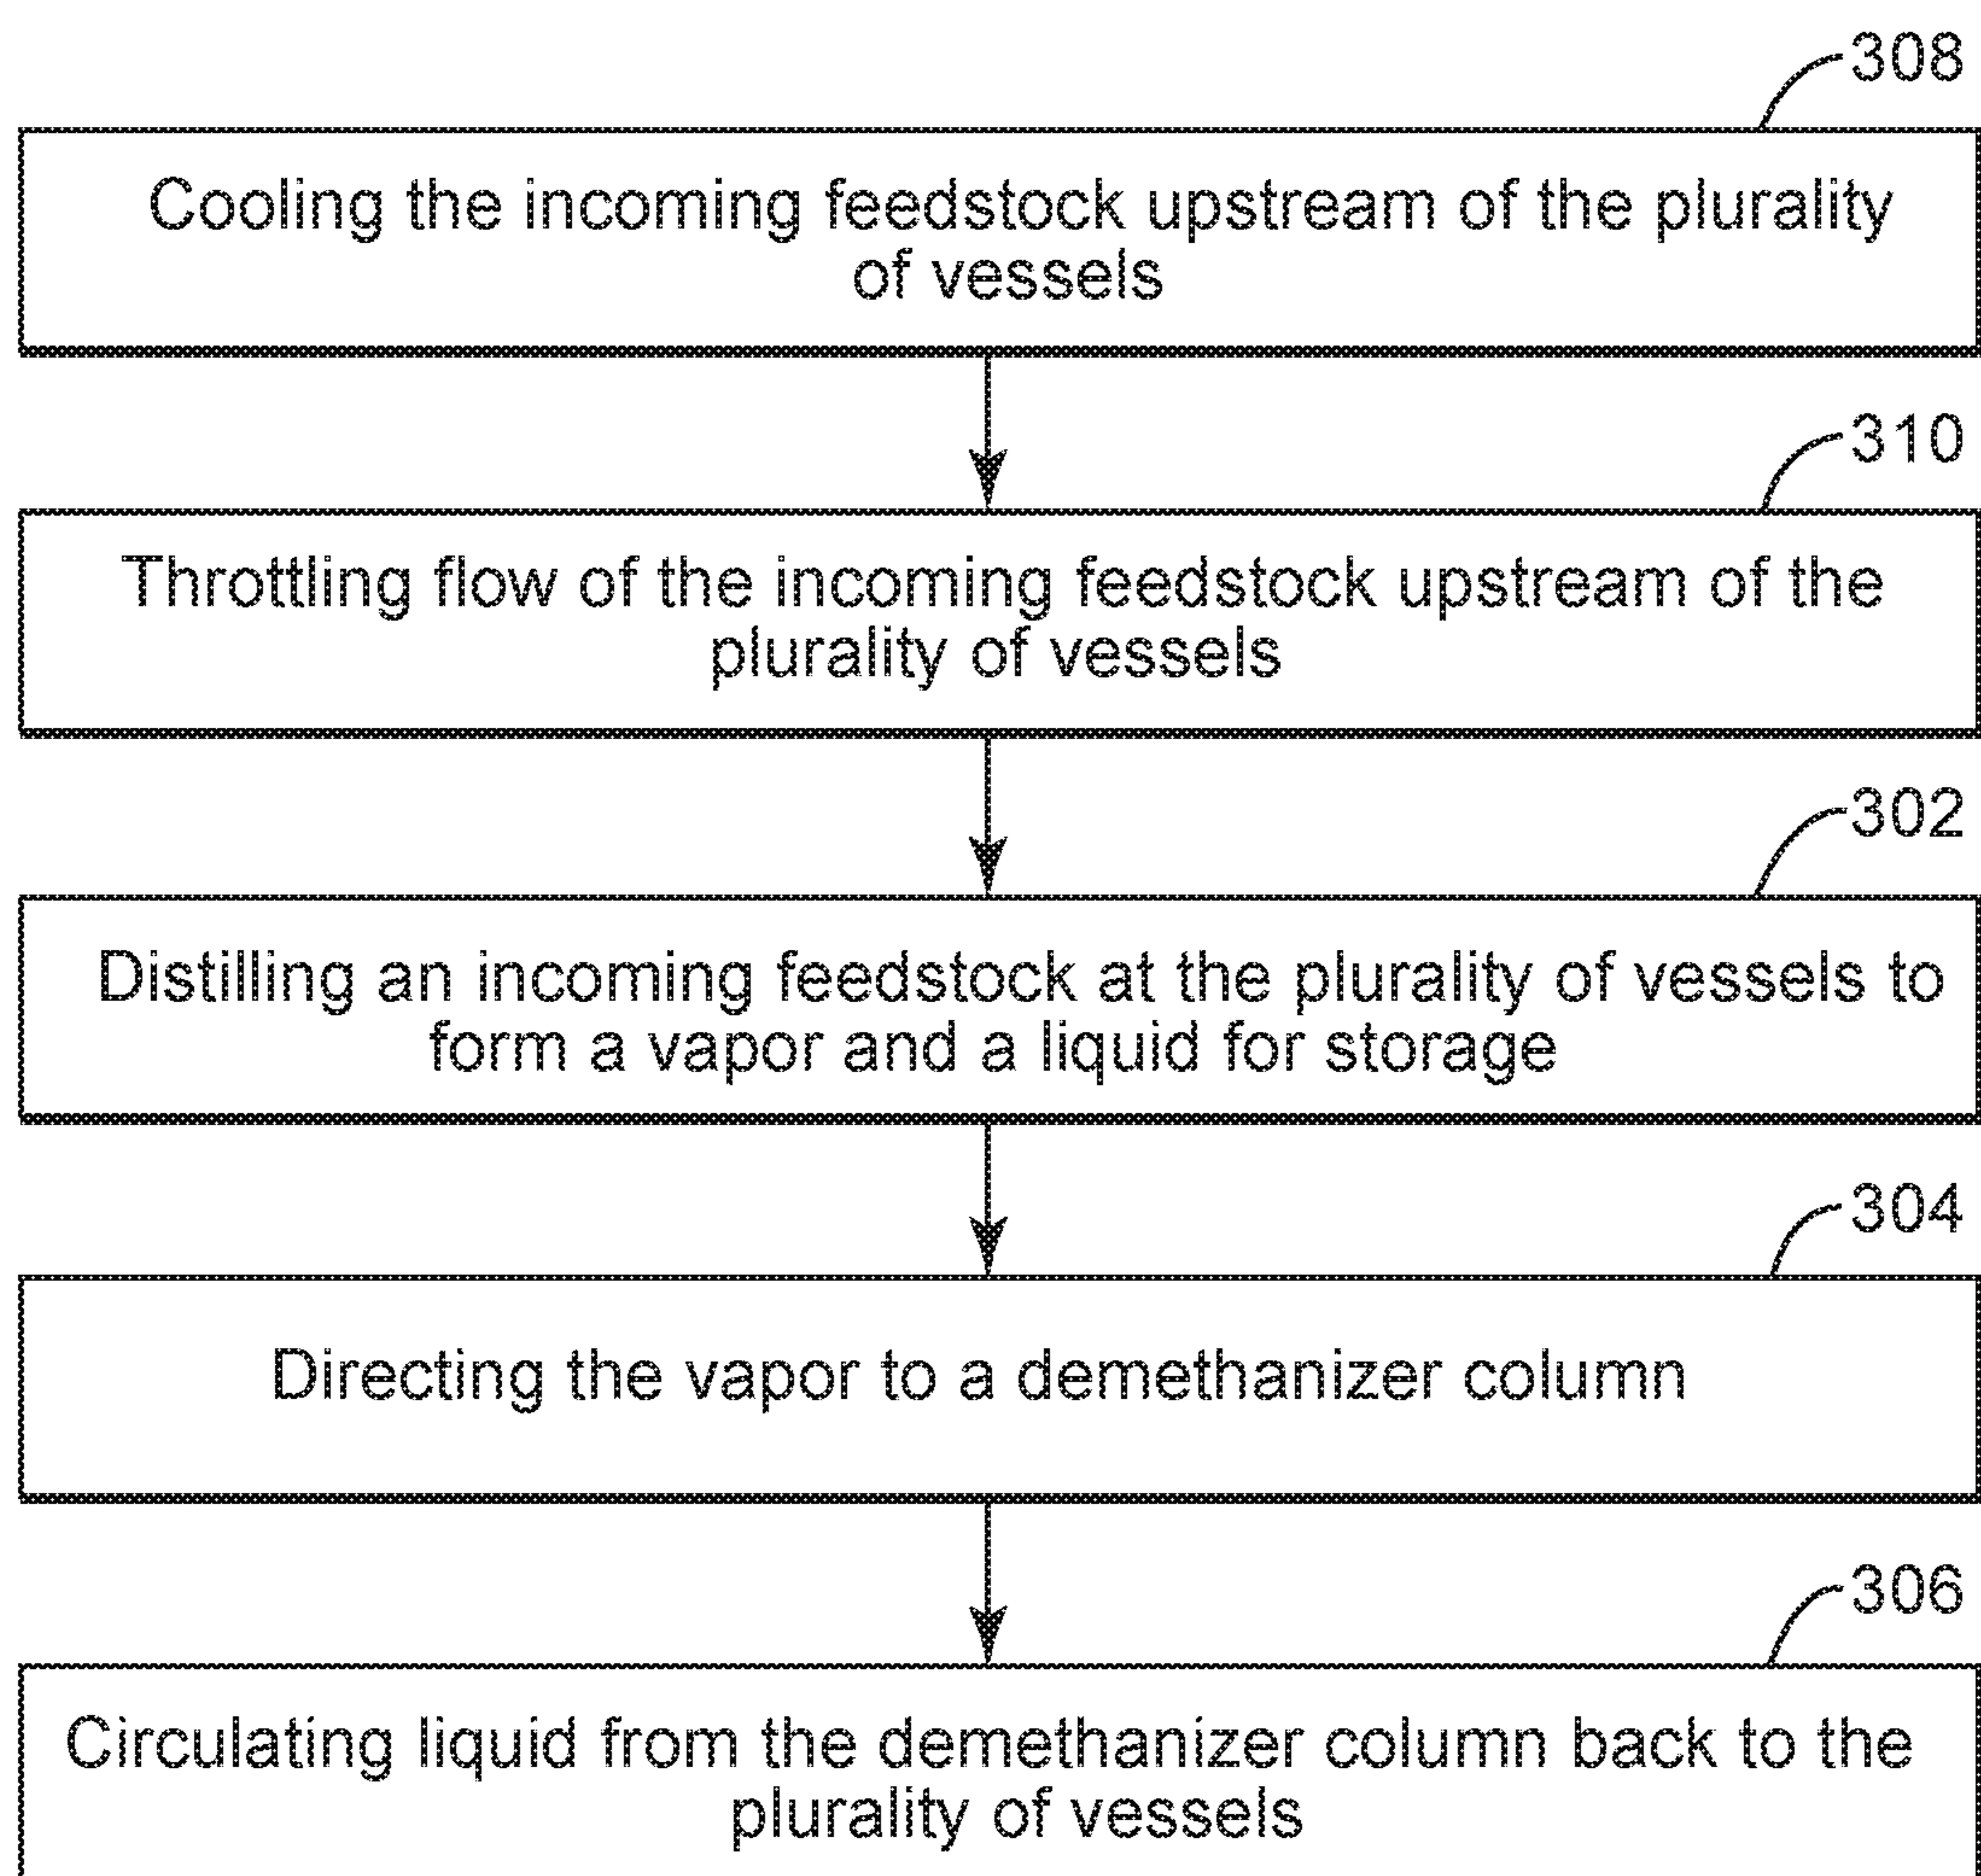 308
Cooling the incoming feedstock upstream of the plurality
of vessels
310
Throttling flow of the incoming feedstock upstream of the
plurality of vessels
302
Distilling an incoming feedstock at the plurality of vessels to
form a vapor and a liquid for storage
304
Directing the vapor to a demethanizer column
306
Circulating liquid from the demethanizer column back to the
plurality of vessels